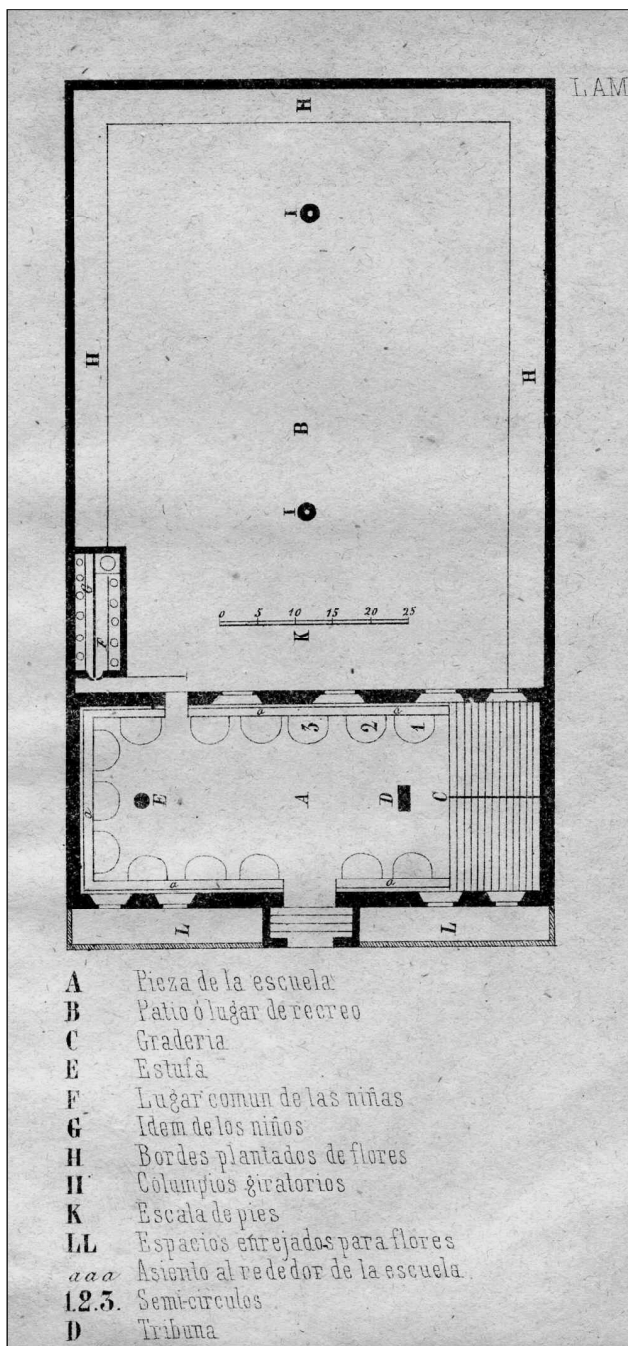 LAM
H
I
H
H
B
I
G
F
0 5 10 15 20 25
K
a a
3 2 1
E A D C
a
a a
L L
A Pieza de la escuela
B Patio ó lugar de recreo
C Graderia
E Estufa
F Lugar comun de las niñas
G Idem de los niños
H Bordes plantados de flores
II Columpios giratorios
K Escala de pies
LL Espacios enrejados para flores
aaa Asiento al rededor de la escuela
1.2.3. Semi-circulos
D Tribuna